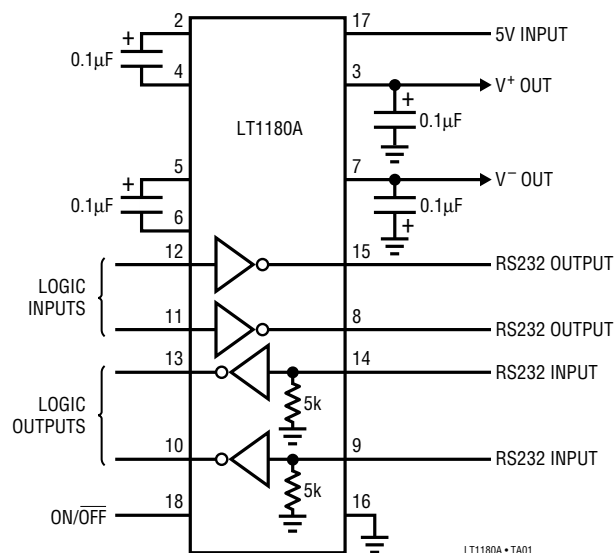 2 17 5V INPUT
+
0.1µF
4 3 V⁺ OUT
+
LT1180A 0.1µF
5 7 V⁻ OUT
+
0.1µF 0.1µF
6 +
12 15 RS232 OUTPUT
LOGIC
INPUTS
11 8 RS232 OUTPUT
13 14 RS232 INPUT
5k
LOGIC
OUTPUTS
10 9 RS232 INPUT
5k
18 16
ON/O̅F̅F̅
LT1180A • TA01